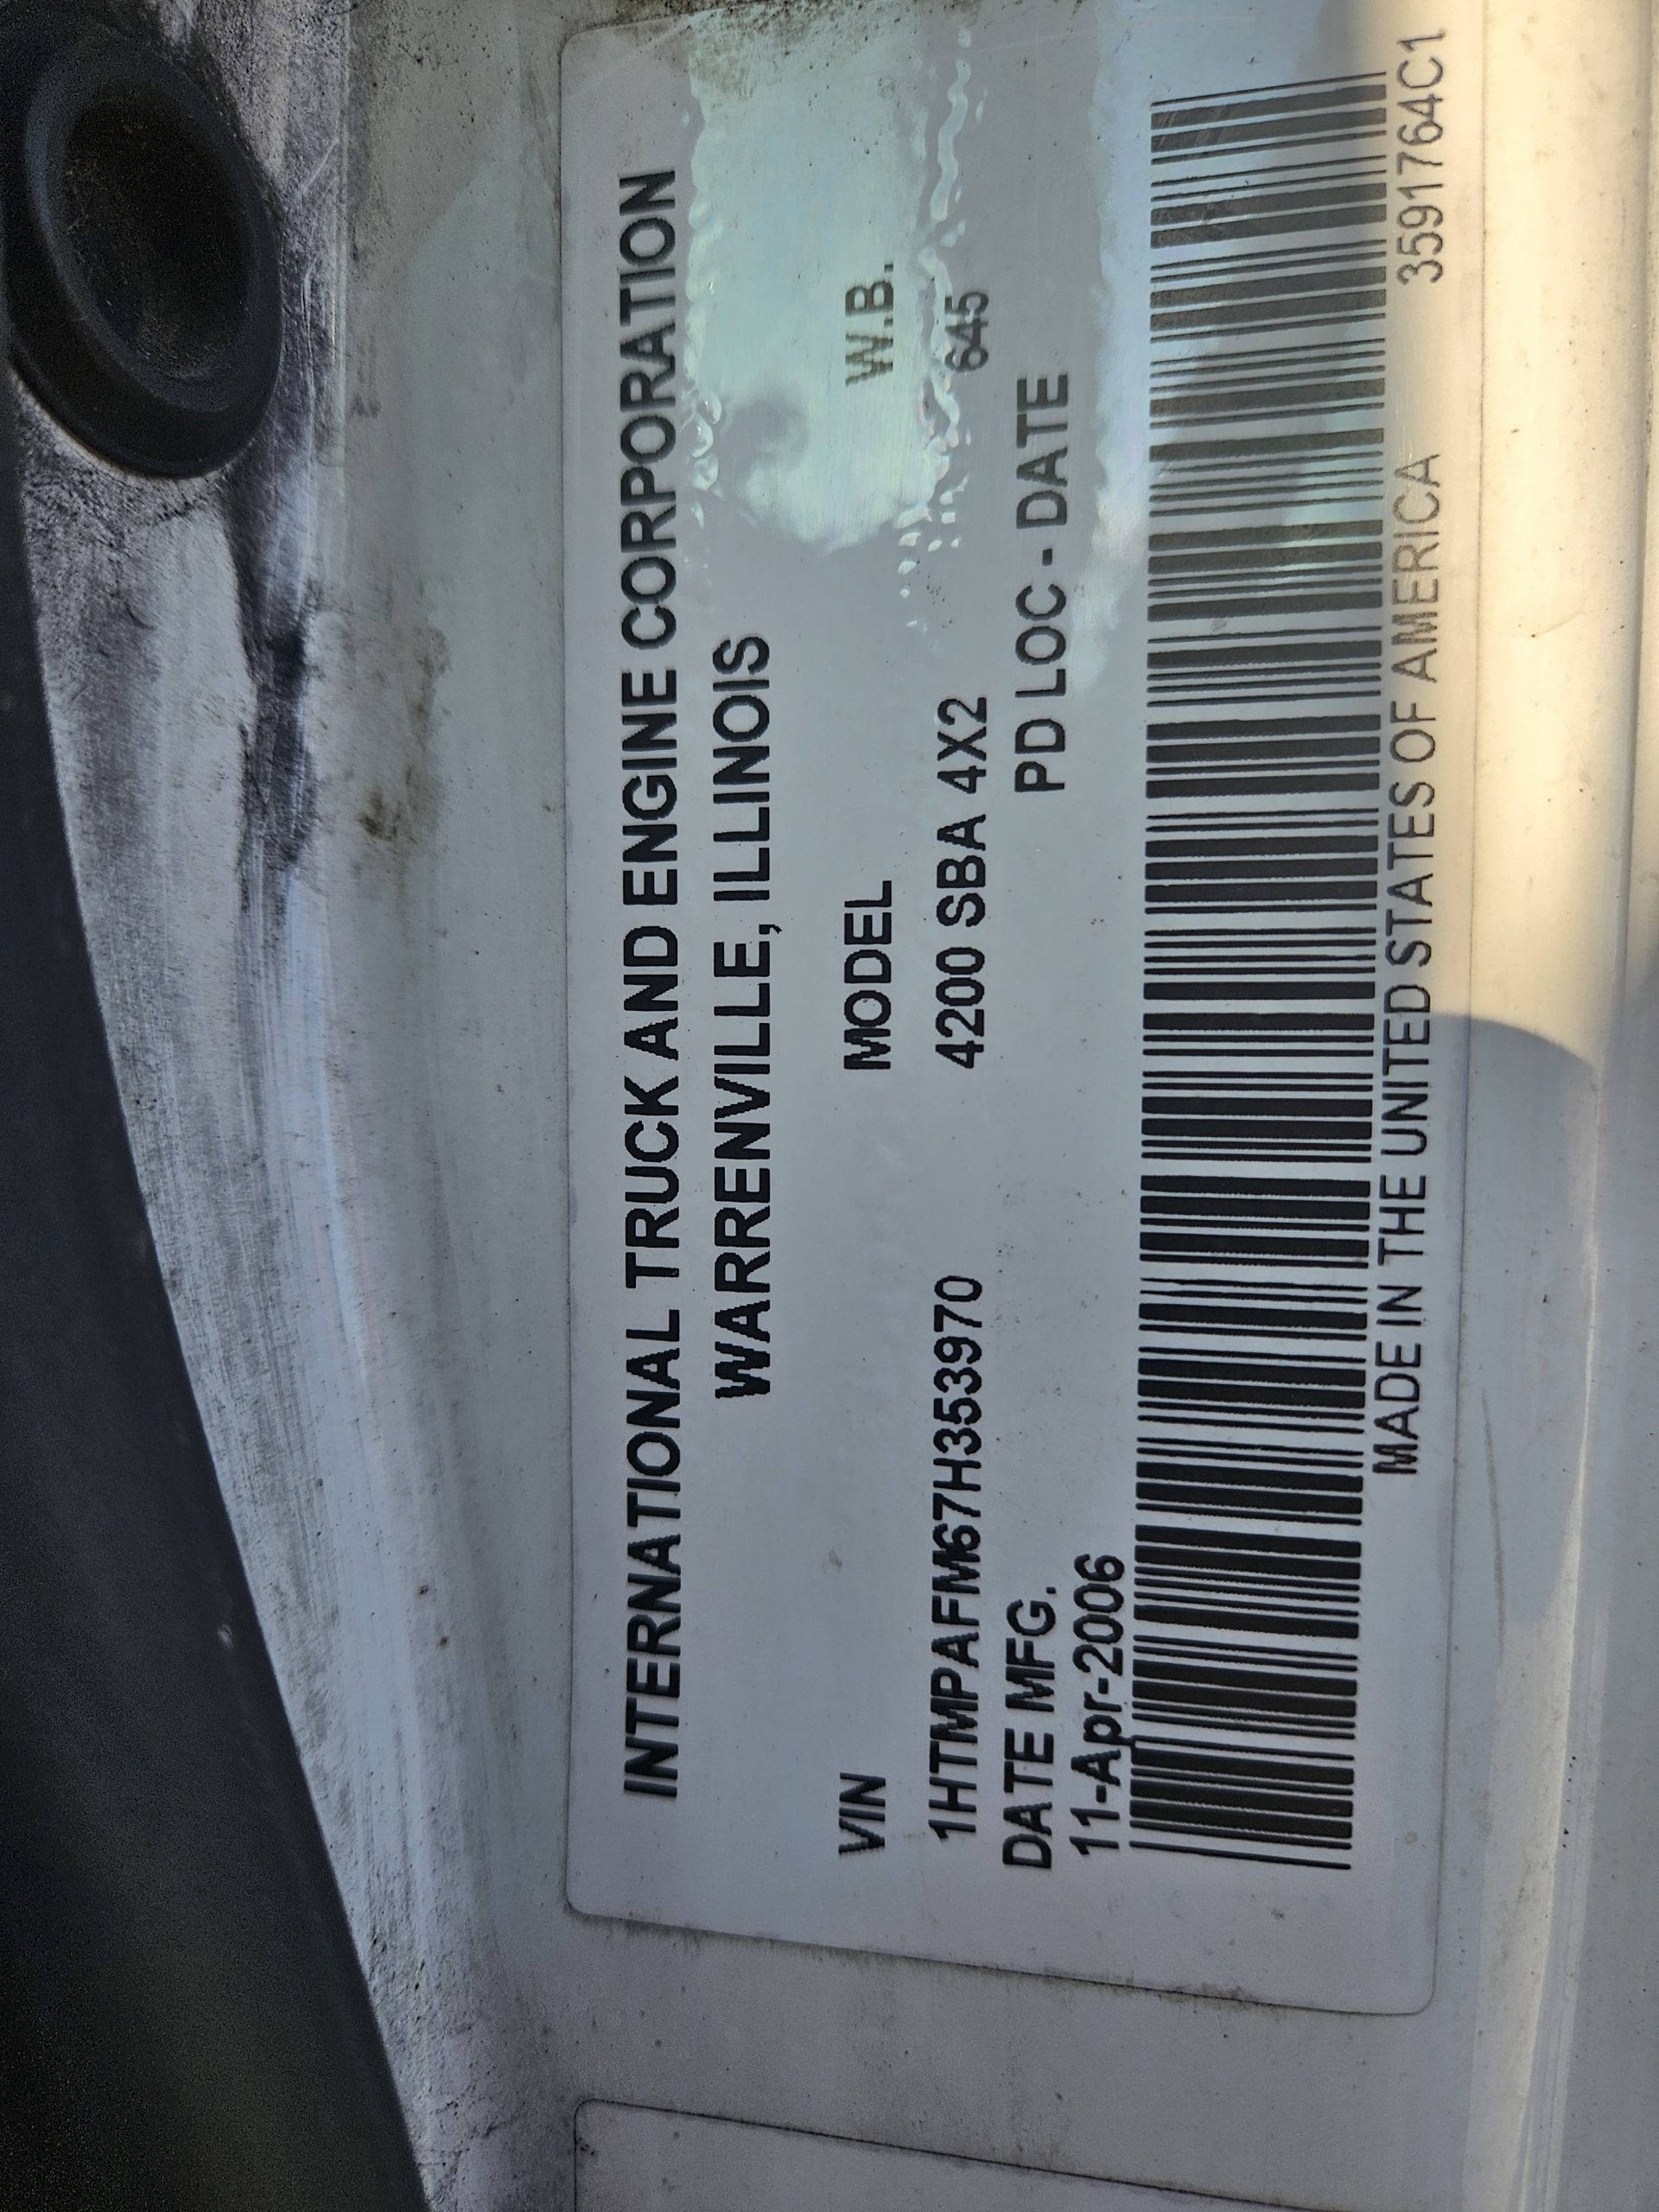 INTERNATIONAL TRUCK AND ENGINE CORPORATION
WARRENVILLE, ILLINOIS
VIN MODEL W.B.
1HTMPAFM67H353970 4200 SBA 4X2 645
DATE MFG. PD LOC - DATE
11-Apr-2006
MADE IN THE UNITED STATES OF AMERICA 3591764C1